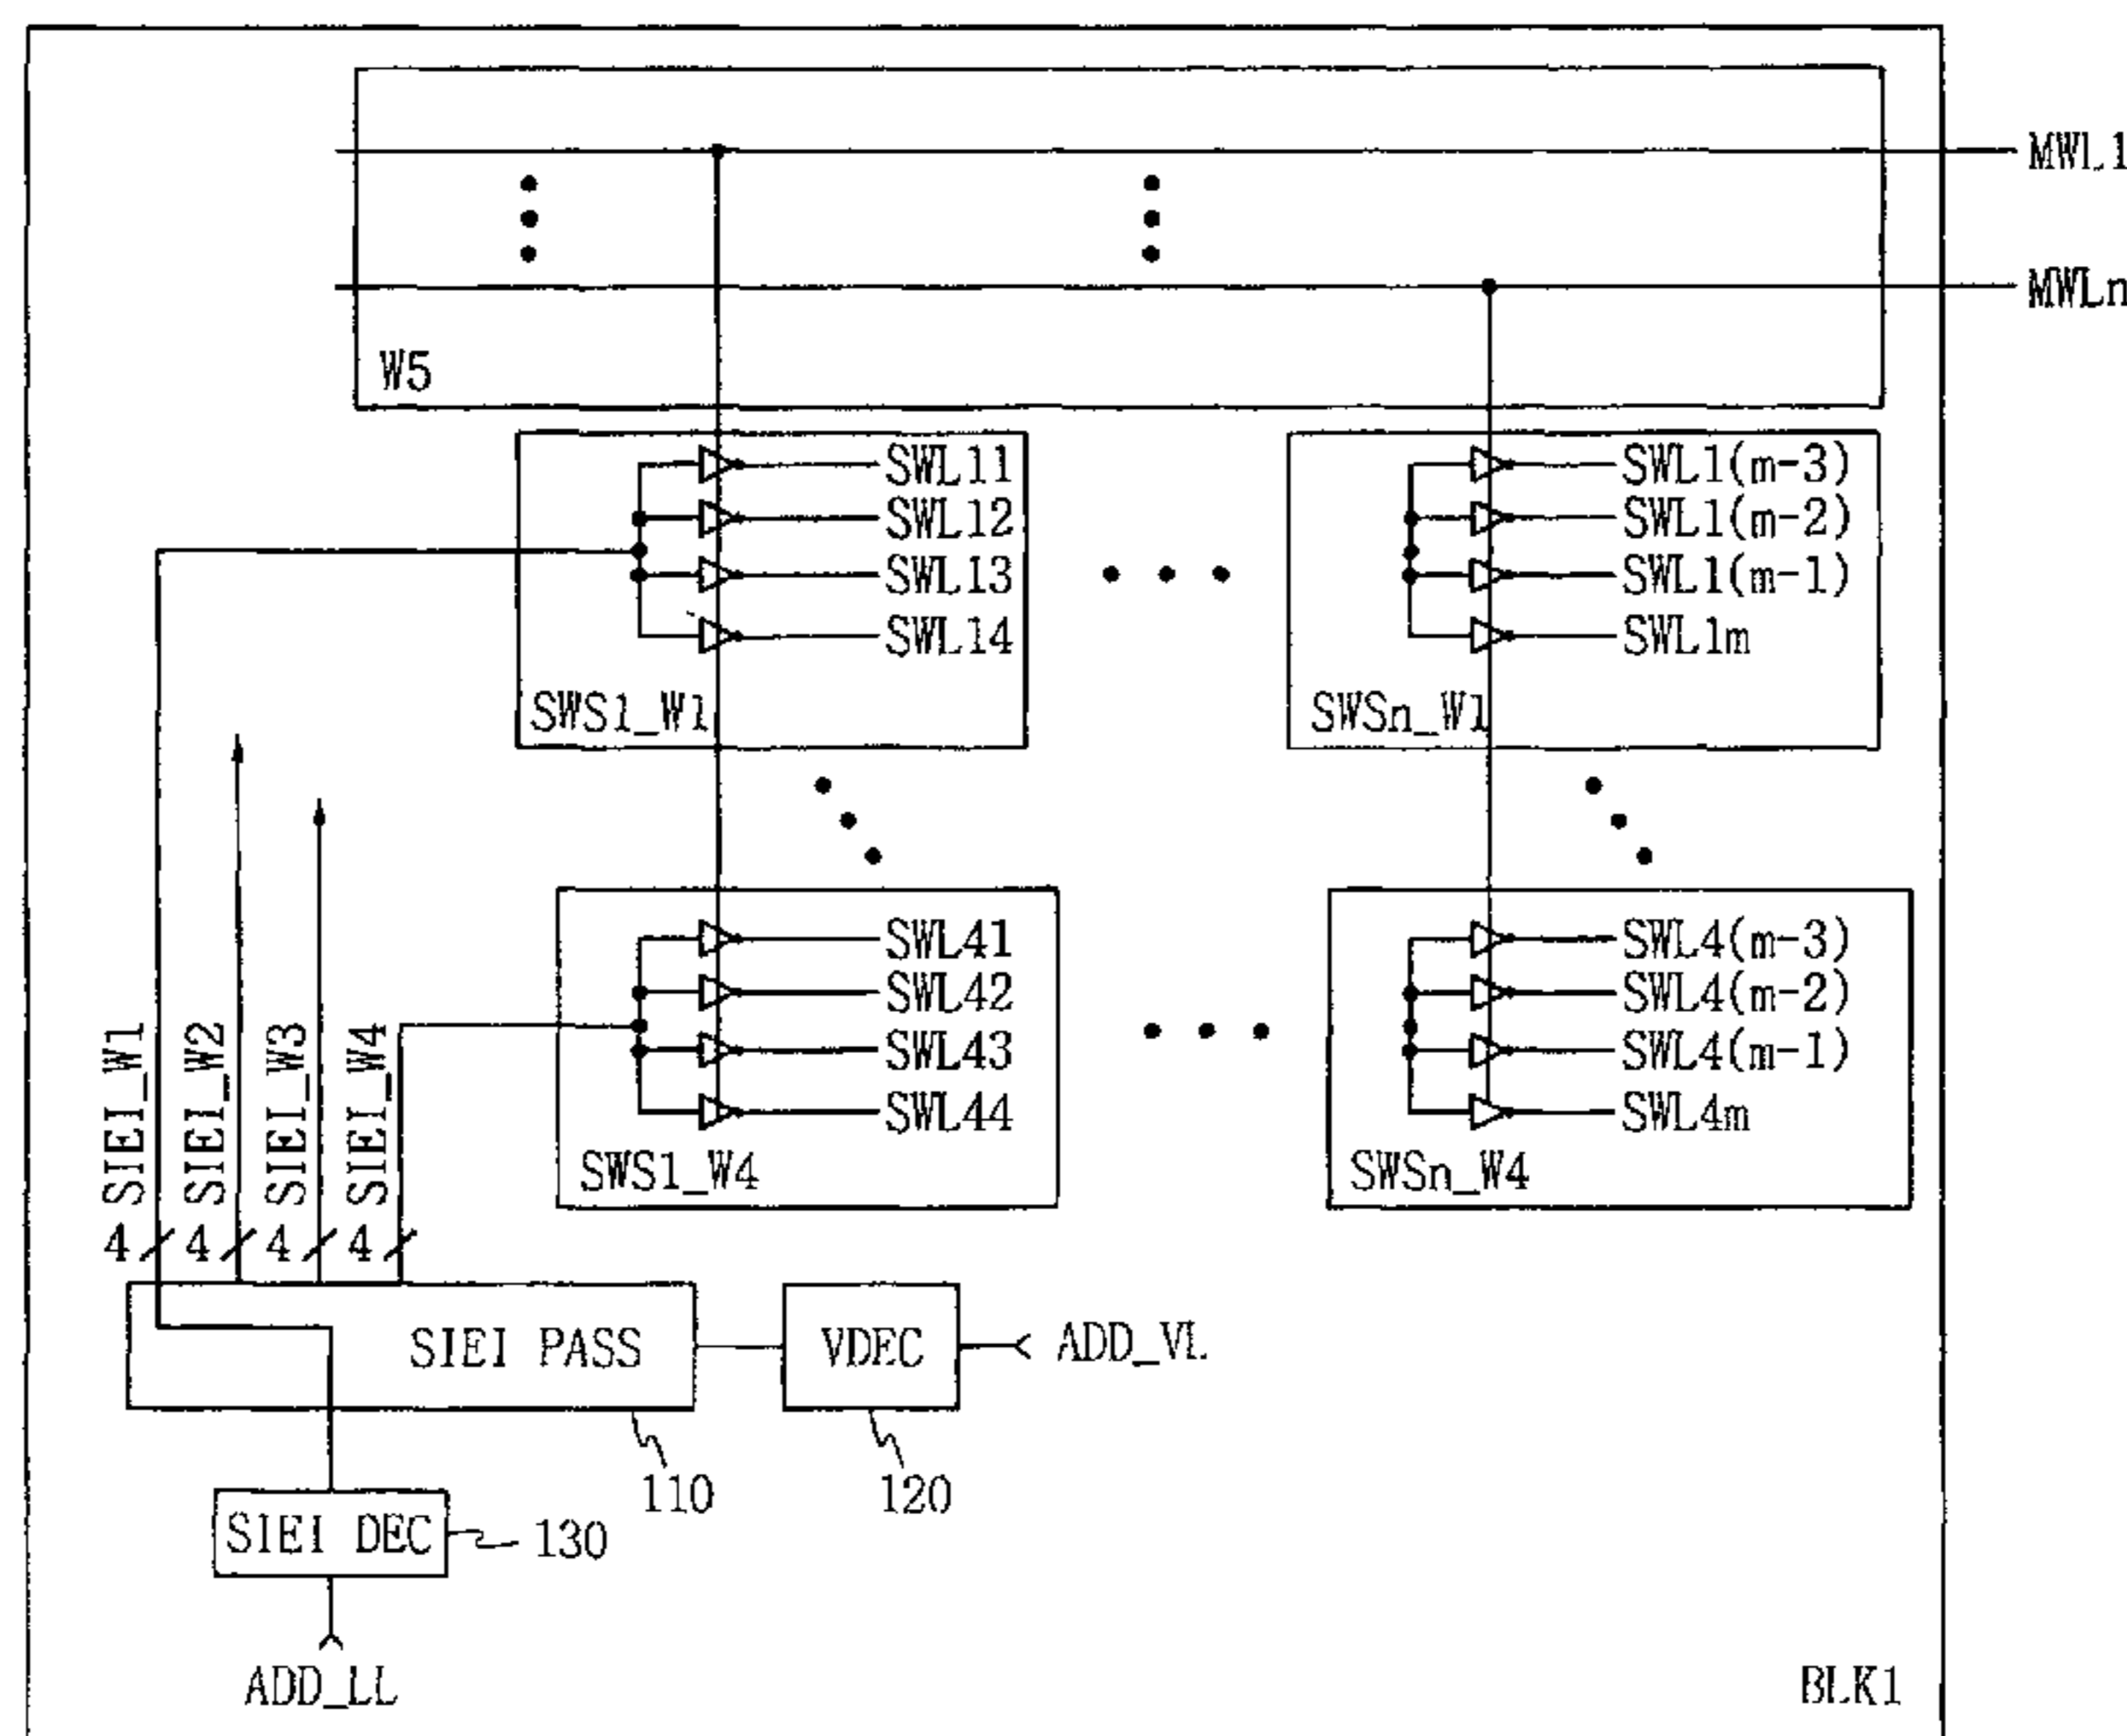 MWL1
MWLn
W5
SWL11
SWL12
SWL13
SWL14
SWS1_W1
SWL1(m-3)
SWL1(m-2)
SWL1(m-1)
SWL1m
SWSn_W1
SWL41
SWL42
SWL43
SWL44
SWS1_W4
SWL4(m-3)
SWL4(m-2)
SWL4(m-1)
SWL4m
SWSn_W4
SIEI_W1
SIEI_W2
SIEI_W3
SIEI_W4
4 4 4 4
SIEI PASS
VDEC
ADD_VL
110
120
SIEI DEC
130
ADD_LL
BLK1